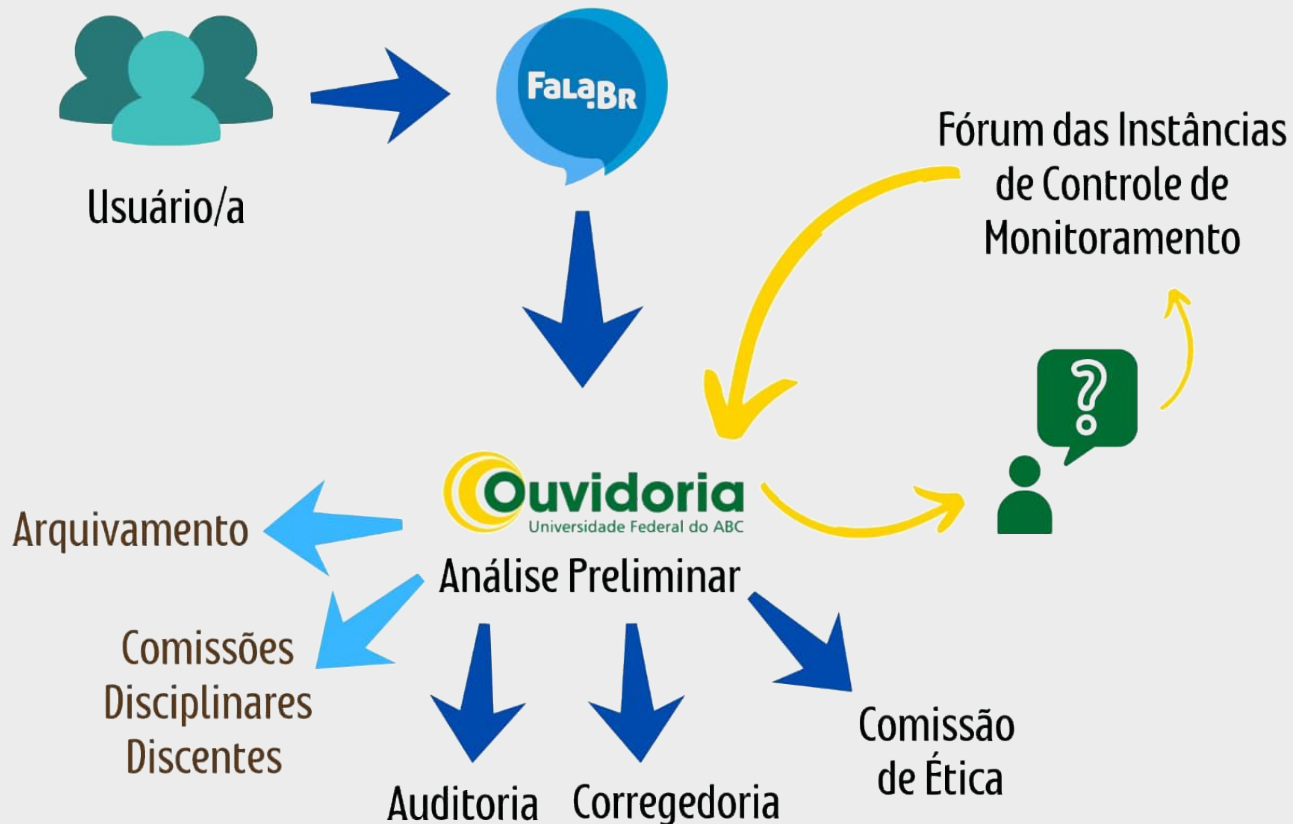 FALA.BR
Usuário/a
Fórum das Instâncias
de Controle de
Monitoramento
?
Ouvidoria
Universidade Federal do ABC
Análise Preliminar
Arquivamento
Comissões
Disciplinares
Discentes
Auditoria
Corregedoria
Comissão
de Ética